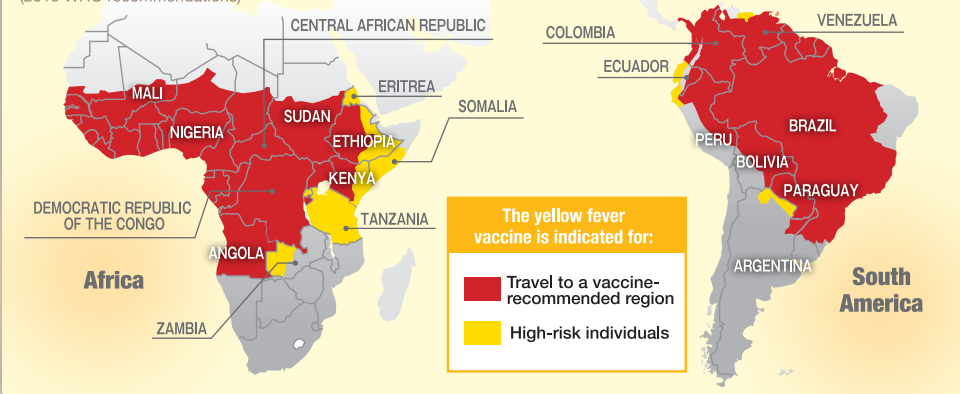 CENTRAL AFRICAN REPUBLIC
MALI
ERITREA
SUDAN
SOMALIA
NIGERIA
ETHIOPIA
KENYA
DEMOCRATIC REPUBLIC
OF THE CONGO
TANZANIA
ANGOLA
Africa
ZAMBIA
The yellow fever
vaccine is indicated for:
Travel to a vaccine-
recommended region
High-risk individuals
VENEZUELA
COLOMBIA
ECUADOR
BRAZIL
PERU
BOLIVIA
PARAGUAY
ARGENTINA
South
America